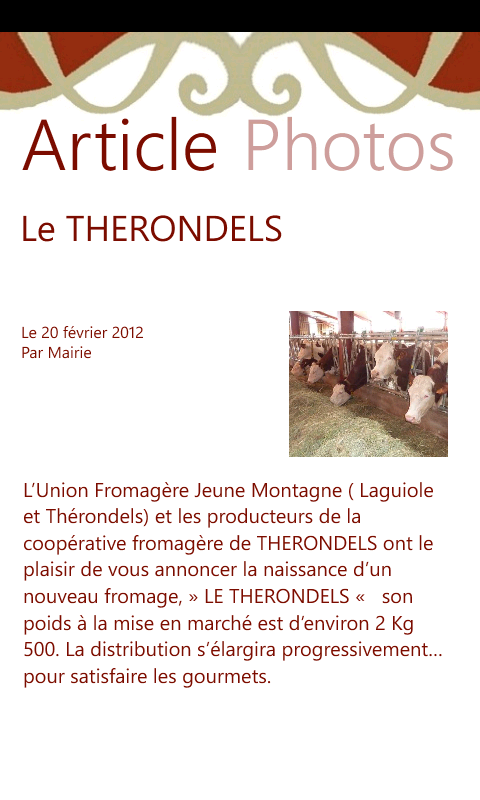 Article Photos
Le THERONDELS
Le 20 février 2012
Par Mairie
L’Union Fromagère Jeune Montagne ( Laguiole
et Thérondels) et les producteurs de la
coopérative fromagère de THERONDELS ont le
plaisir de vous annoncer la naissance d’un
nouveau fromage, » LE THERONDELS «   son
poids à la mise en marché est d’environ 2 Kg
500. La distribution s’élargira progressivement…
pour satisfaire les gourmets.